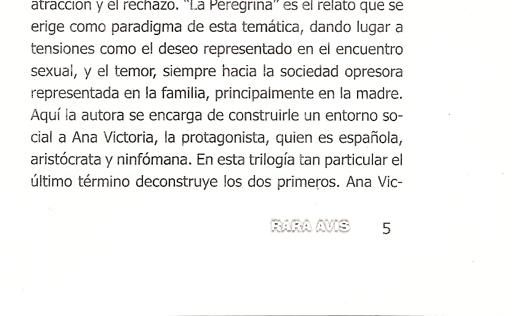 atracción y el rechazo. "La Peregrina" es el relato que se
erige como paradigma de esta temática, dando lugar a
tensiones como el deseo representado en el encuentro
sexual, y el temor, siempre hacia la sociedad opresora
representada en la familia, principalmente en la madre.
Aquí la autora se encarga de construirle un entorno so-
cial a Ana Victoria, la protagonista, quien es española,
aristócrata y ninfómana. En esta trilogía tan particular el
último término deconstruye los dos primeros. Ana Vic-
RARA AVIS 5